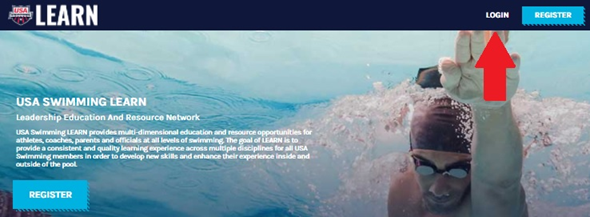 USA
SWIMMING
LEARN
LOGIN
REGISTER
USA SWIMMING LEARN
Leadership Education And Resource Network
USA Swimming LEARN provides multi-dimensional education and resource opportunities for
athletes, coaches, parents and officials at all levels of swimming. The goal of LEARN is to
provide a consistent and quality learning experience across multiple disciplines for all USA
Swimming members in order to develop new skills and enhance their experience inside and
outside of the pool.
REGISTER